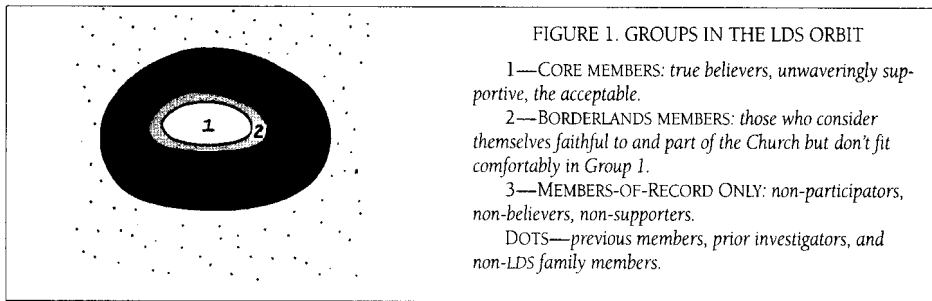 1
2
FIGURE 1. GROUPS IN THE LDS ORBIT
1—CORE MEMBERS: true believers, unwaveringly sup-
portive, the acceptable.
2—BORDERLANDS MEMBERS: those who consider
themselves faithful to and part of the Church but don't fit
comfortably in Group 1.
3—MEMBERS-OF-RECORD ONLY: non-participators,
non-believers, non-supporters.
DOTS—previous members, prior investigators, and
non-LDS family members.